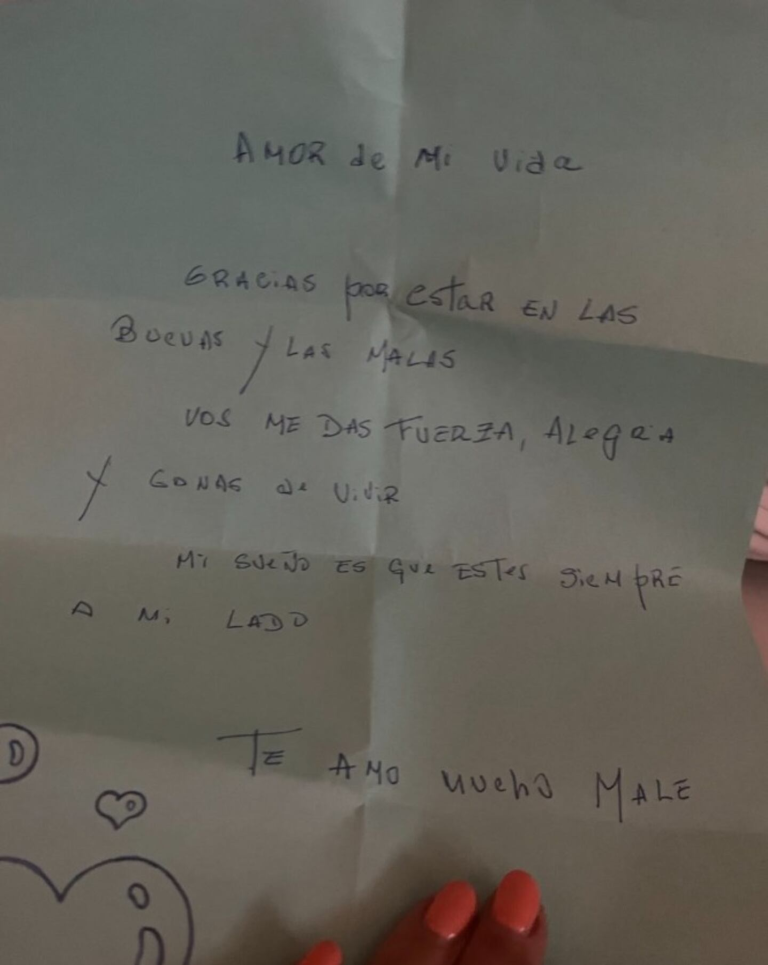 AMOR de Mi Vida
GRACIAS por estar EN LAS
BUENAS y LAS MALAS
VOS ME DAS FUERZA, ALegRiA
Y GANAS de ViViR
Mi SUEÑO ES QUE ESTES SIEMPRE
A Mi LADO
TE AMO mucho MALE
D